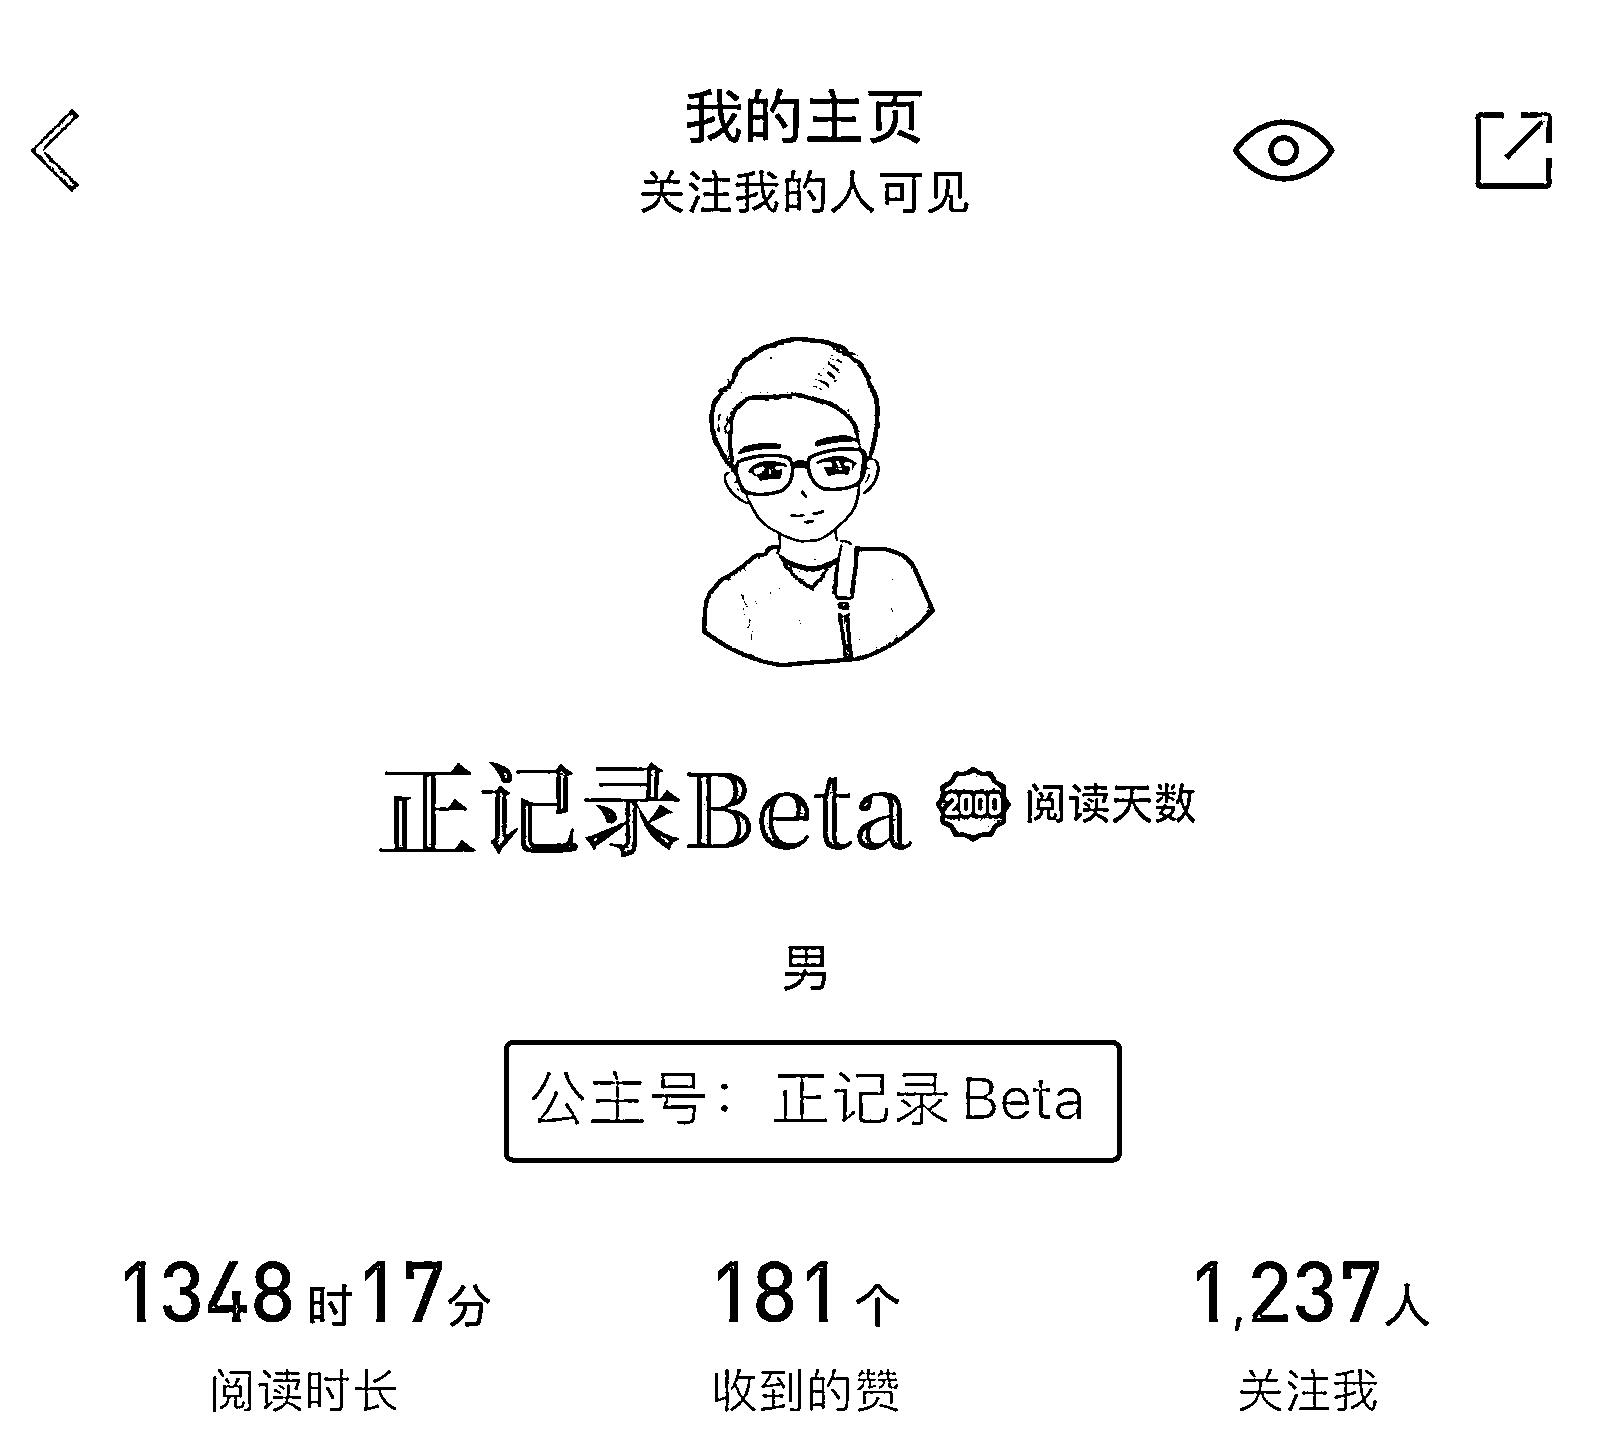 我的主页
关注我的人可见
正记录Beta 2000 阅读天数
男
公主号：正记录 Beta
1348时17分 181个 1,237人
阅读时长 收到的赞 关注我